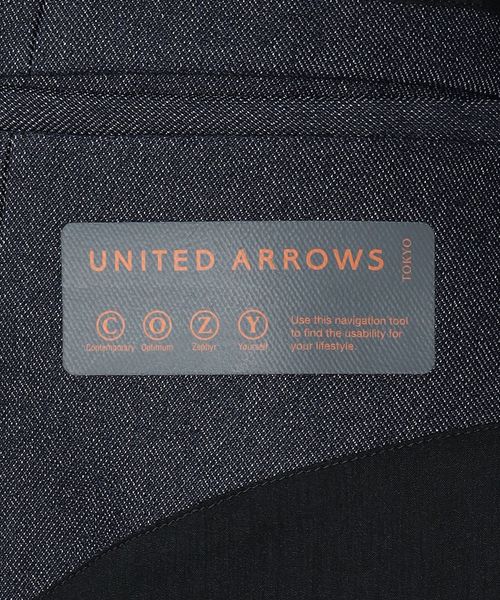 UNITED ARROWS
TOKYO
C O Z Y
Contemporary Optimum Zephyr Yourself
Use this navigation tool
to find the usability for
your lifestyle.